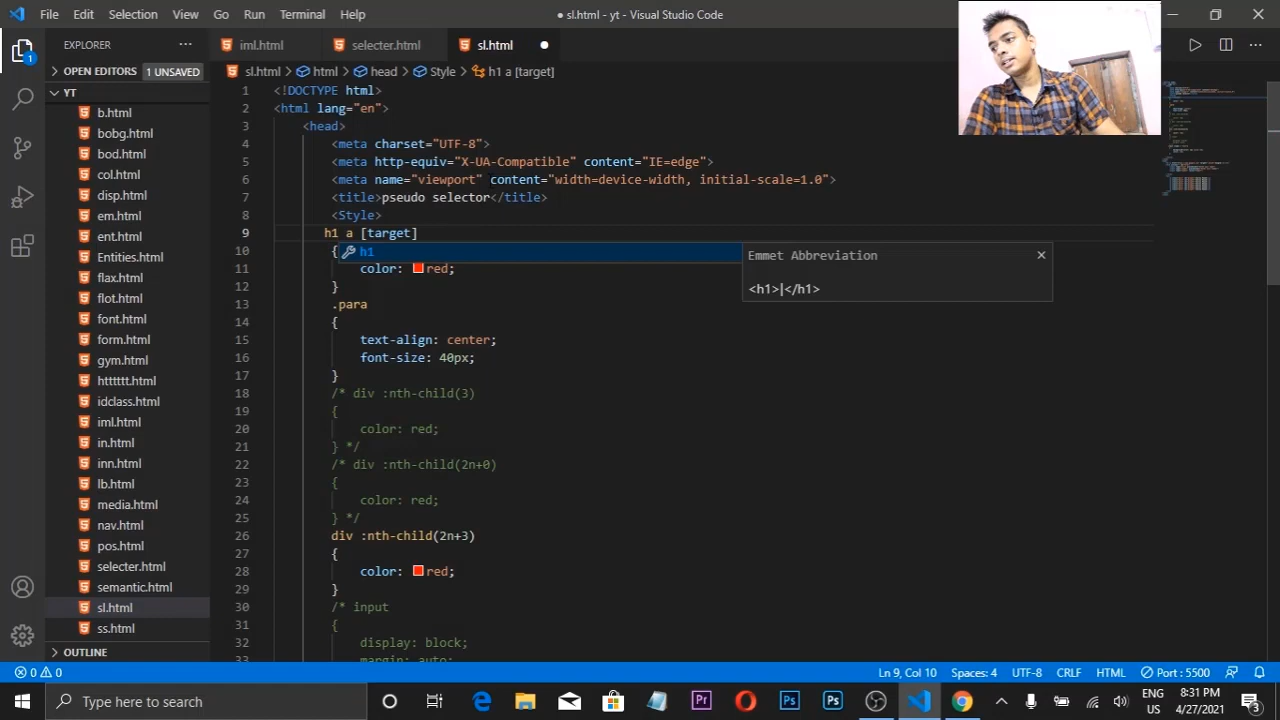 File Edit Selection View Go Run Terminal Help
● sl.html - yt - Visual Studio Code
EXPLORER
iml.html
selecter.html
sl.html
OPEN EDITORS 1 UNSAVED
sl.html > html > head > Style > h1 a [target]
1
YT
b.html
bobg.html
bod.html
col.html
disp.html
em.html
ent.html
Entities.html
flax.html
flot.html
font.html
form.html
gym.html
htttttt.html
idclass.html
iml.html
in.html
inn.html
lb.html
media.html
nav.html
pos.html
selecter.html
semantic.html
sl.html
ss.html
OUTLINE
1 <!DOCTYPE html>
2 <html lang="en">
3 <head>
4 <meta charset="UTF-8">
5 <meta http-equiv="X-UA-Compatible" content="IE=edge">
6 <meta name="viewport" content="width=device-width, initial-scale=1.0">
7 <title>pseudo selector</title>
8 <Style>
9 h1 a [target]
10 {
h1
Emmet Abbreviation
<h1>|</h1>
11 color: red;
12 }
13 .para
14 {
15 text-align: center;
16 font-size: 40px;
17 }
18 /* div :nth-child(3)
19 {
20 color: red;
21 } */
22 /* div :nth-child(2n+0)
23 {
24 color: red;
25 } */
26 div :nth-child(2n+3)
27 {
28 color: red;
29 }
30 /* input
31 {
32 display: block;
33 margin: auto;
0 0
Ln 9, Col 10 Spaces: 4 UTF-8 CRLF HTML Port : 5500
Type here to search
Pr
Ps
Ps
ENG
US
8:31 PM
4/27/2021
3